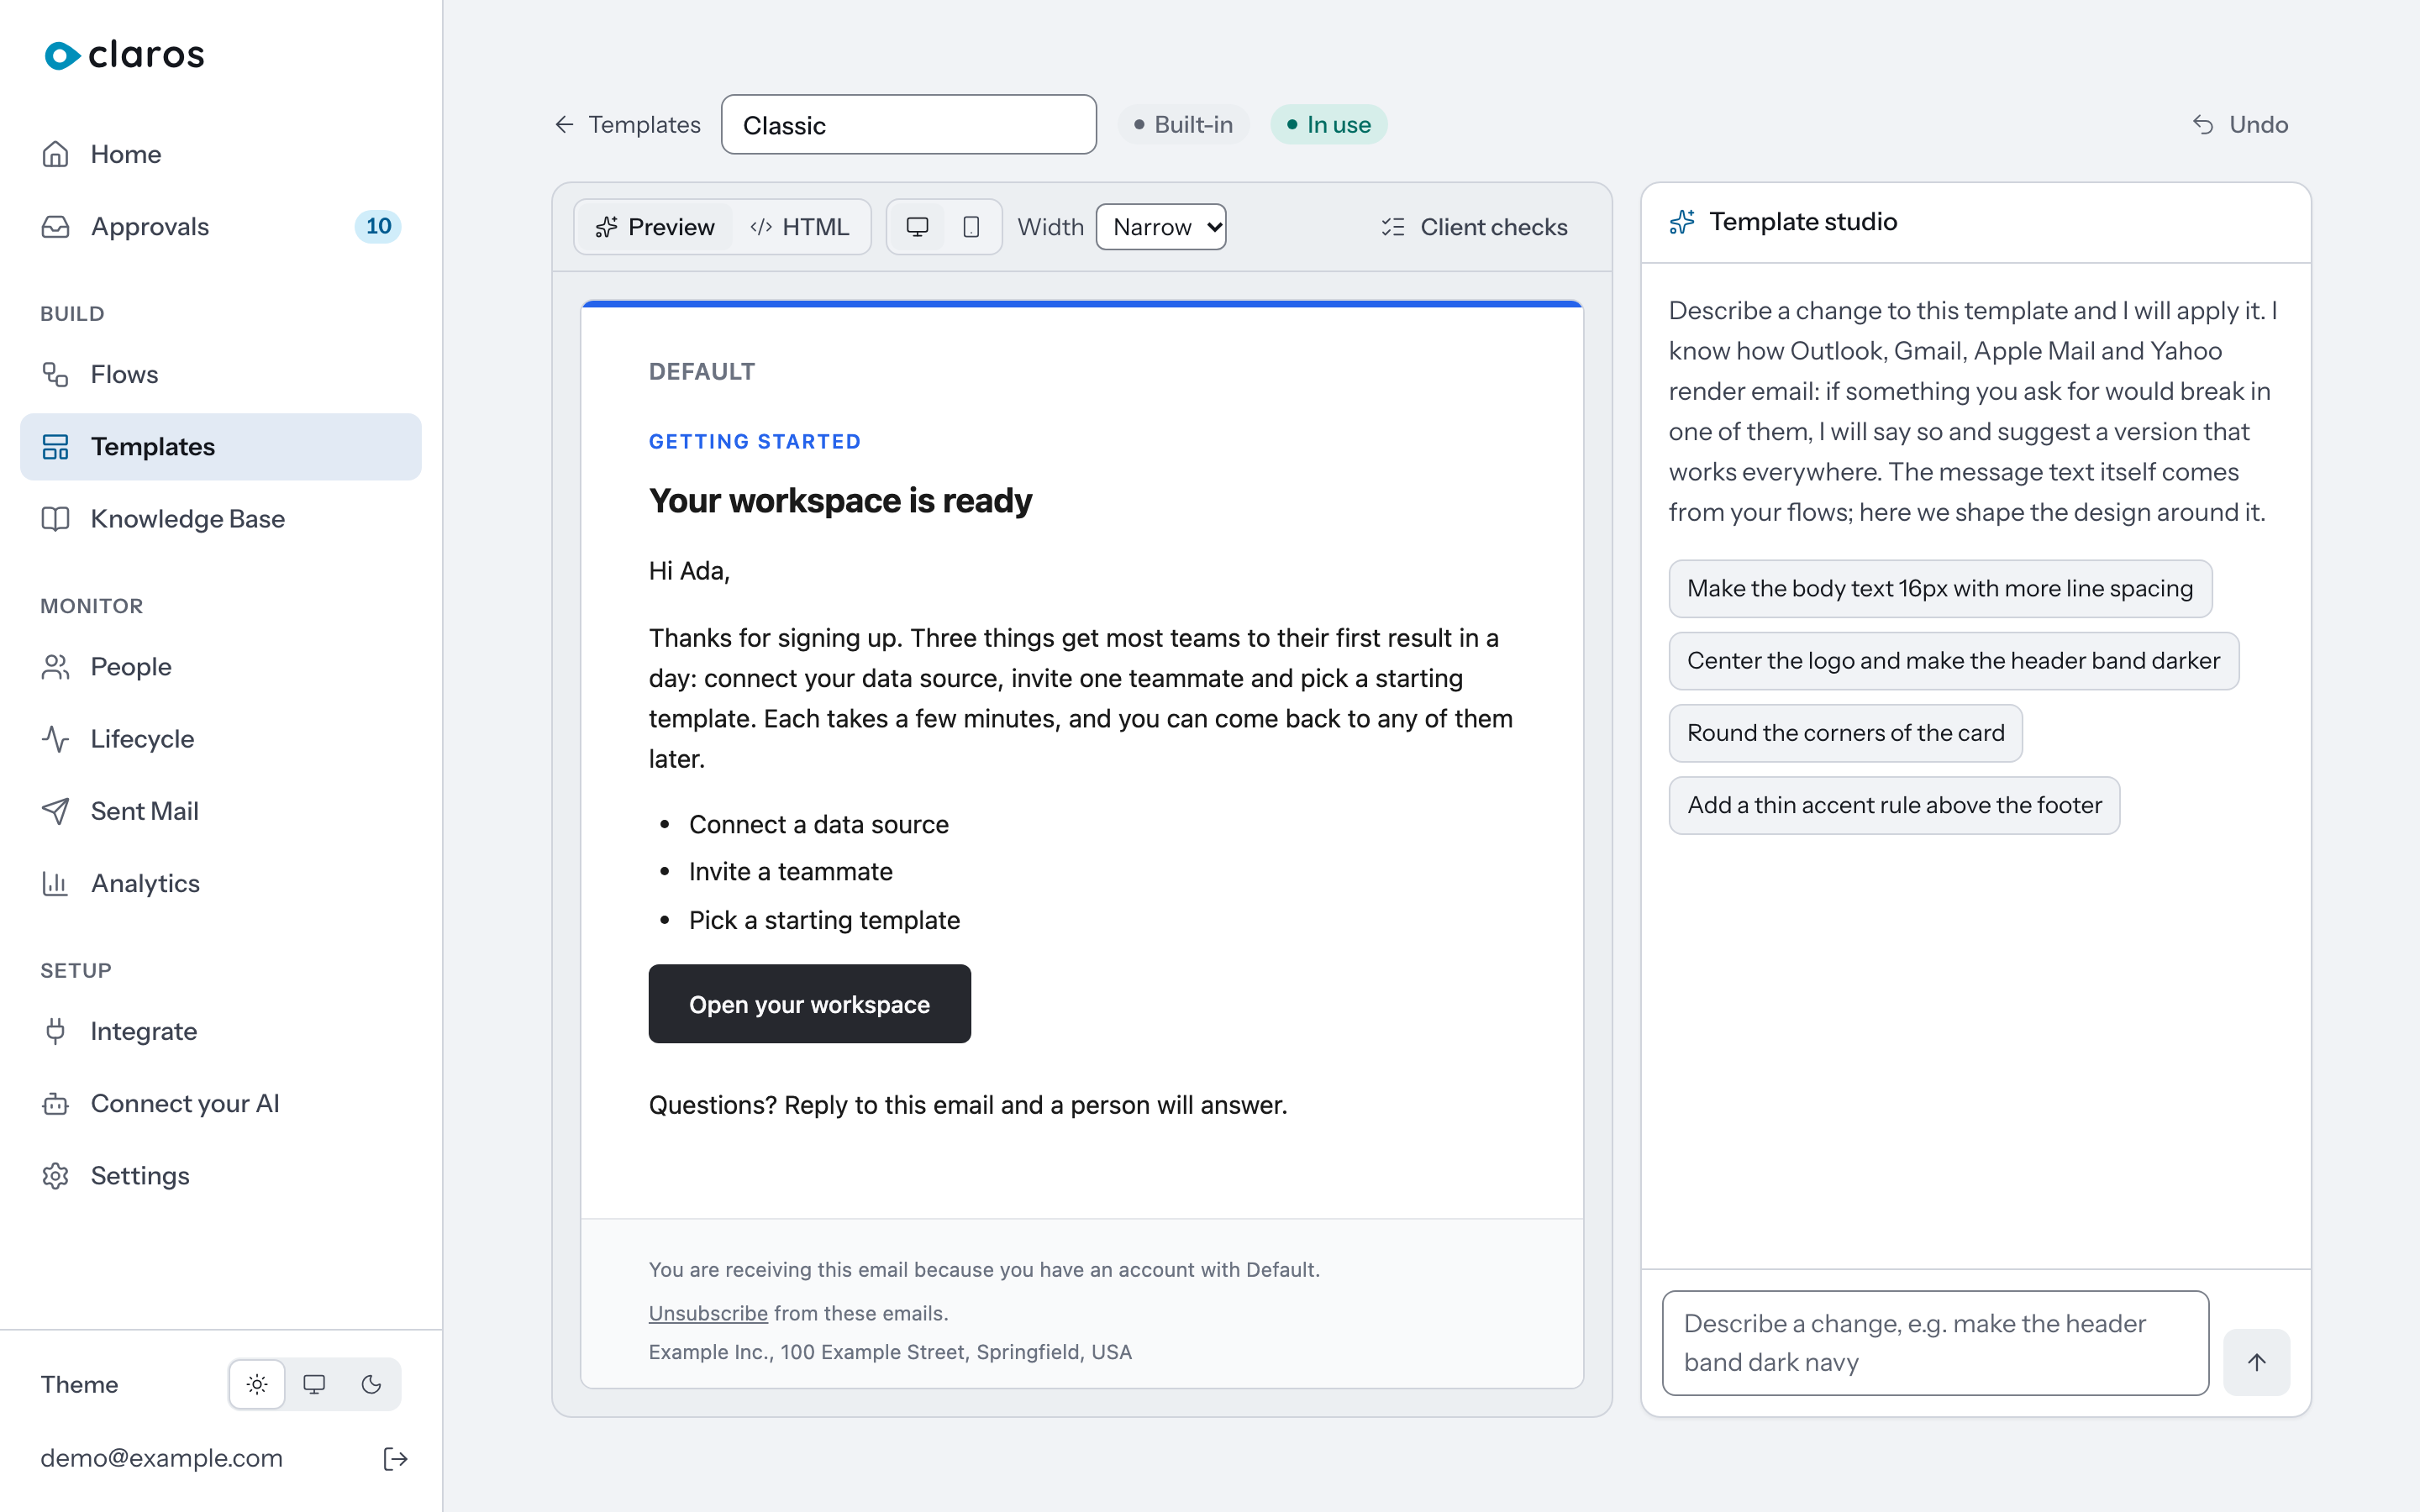 claros
Home
Approvals 10
BUILD
Flows
Templates
Knowledge Base
MONITOR
People
Lifecycle
Sent Mail
Analytics
SETUP
Integrate
Connect your AI
Settings
Theme
demo@example.com
Templates Classic Built-in In use Undo
Preview HTML Width Narrow Client checks
DEFAULT
GETTING STARTED
Your workspace is ready
Hi Ada,
Thanks for signing up. Three things get most teams to their first result in a
day: connect your data source, invite one teammate and pick a starting
template. Each takes a few minutes, and you can come back to any of them
later.
• Connect a data source
• Invite a teammate
• Pick a starting template
Open your workspace
Questions? Reply to this email and a person will answer.
You are receiving this email because you have an account with Default.
Unsubscribe from these emails.
Example Inc., 100 Example Street, Springfield, USA
Template studio
Describe a change to this template and I will apply it. I
know how Outlook, Gmail, Apple Mail and Yahoo
render email: if something you ask for would break in
one of them, I will say so and suggest a version that
works everywhere. The message text itself comes
from your flows; here we shape the design around it.
Make the body text 16px with more line spacing
Center the logo and make the header band darker
Round the corners of the card
Add a thin accent rule above the footer
Describe a change, e.g. make the header
band dark navy